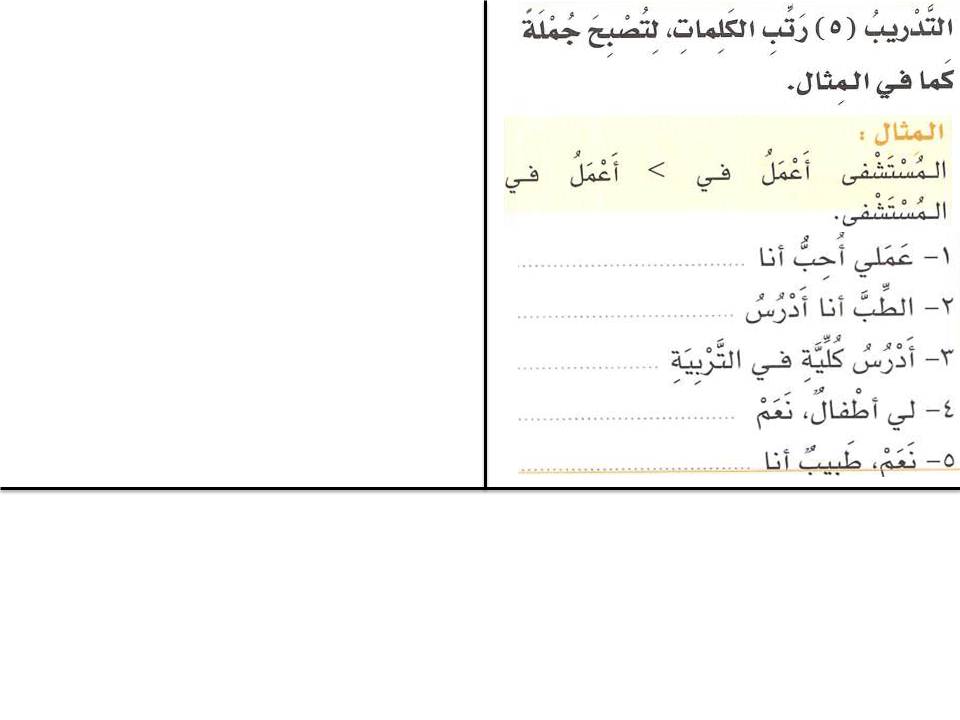 التَّدْريبُ (٥) رَتِّبِ الكَلِماتِ، لِتُصْبِحَ جُمْلَةً
كَما في المِثال.
المثال :
المُسْتَشْفى أَعْمَلُ في > أَعْمَلُ في
المُسْتَشْفى.
١- عَمَلي أُحِبُّ أنا ........................................
٢- الطِّبَّ أنا أَدْرُسُ ........................................
٣- أَدْرُسُ كُلِّيَّةِ في التَّرْبِيَةِ ..........................
٤- لي أطْفالٌ، نَعَمْ ........................................
٥- نَعَمْ، طَبيبٌ أنا ........................................